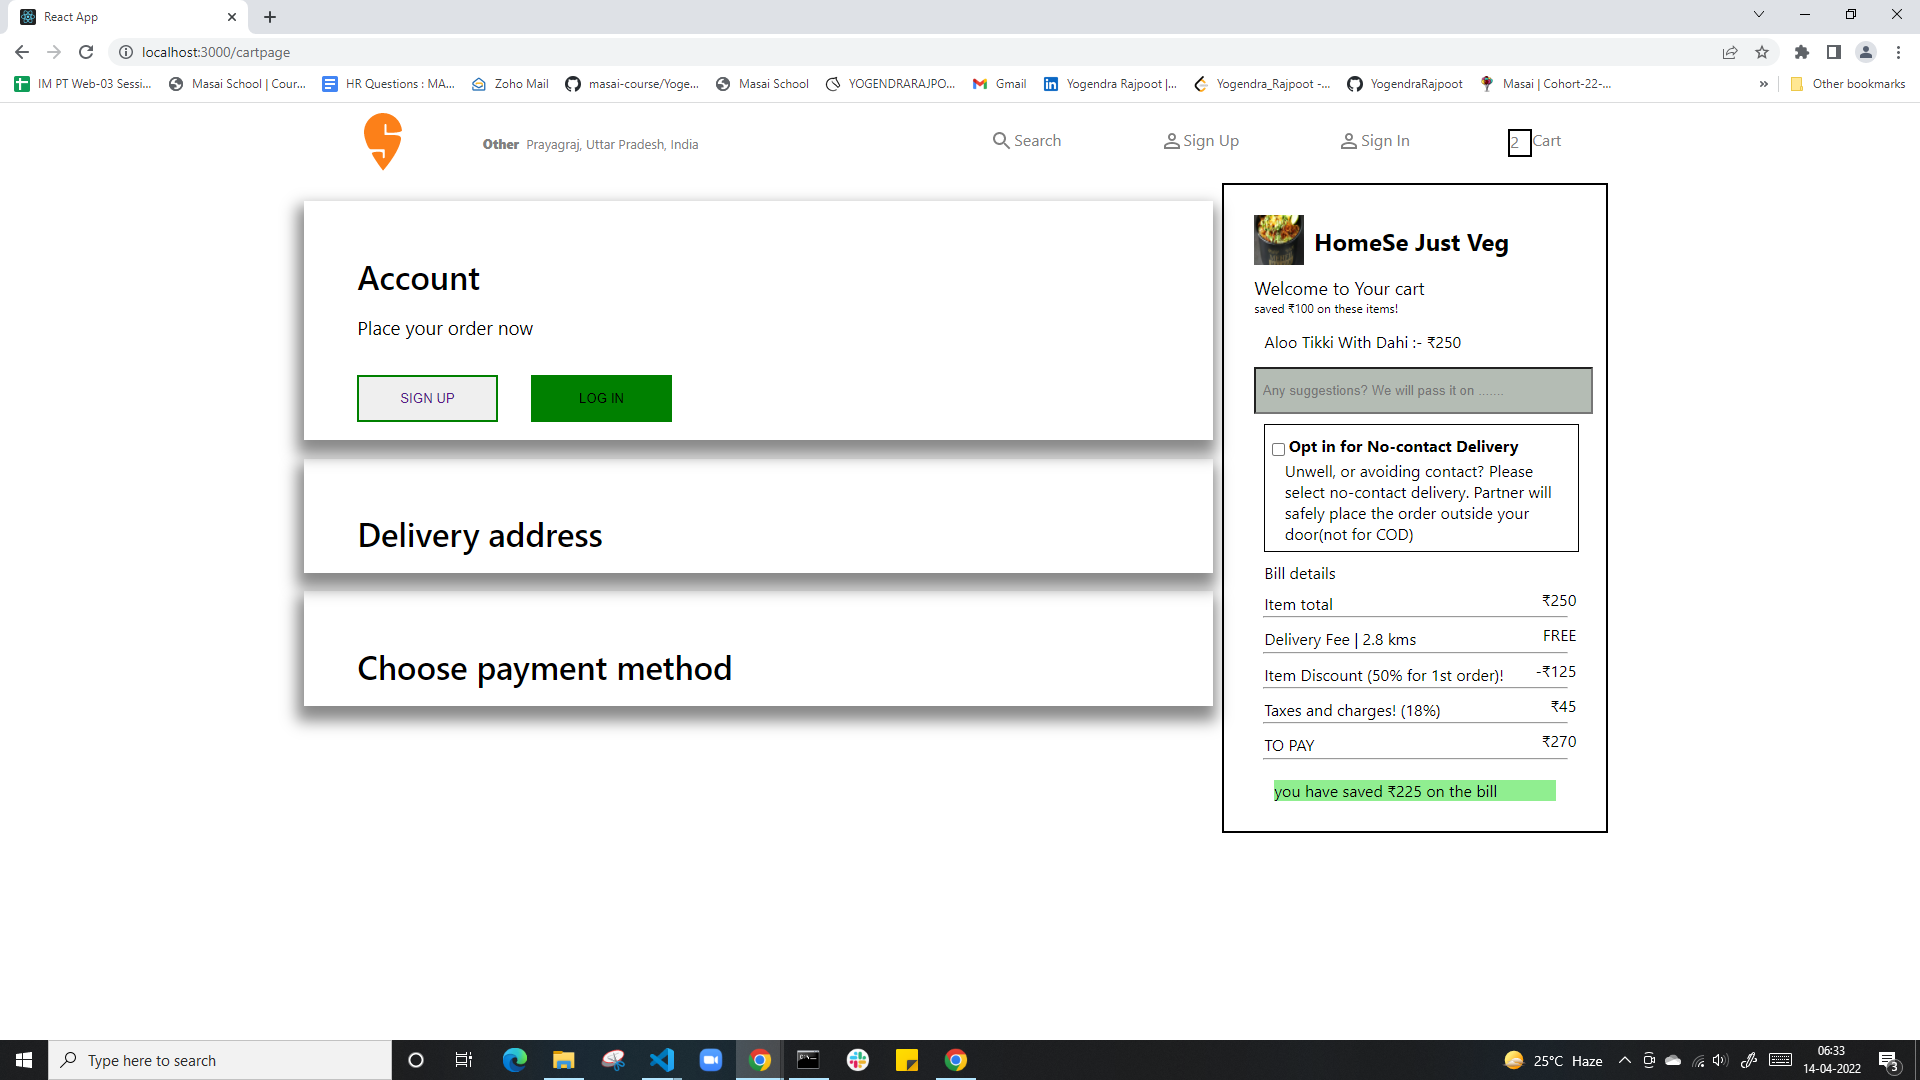 React App
localhost:3000/cartpage
IM PT Web-03 Sessi...
Masai School | Cour...
HR Questions : MA...
Zoho Mail
masai-course/Yoge...
Masai School
YOGENDRARAJPO...
Gmail
Yogendra Rajpoot |...
Yogendra_Rajpoot -...
YogendraRajpoot
Masai | Cohort-22-...
»
Other bookmarks
Other Prayagraj, Uttar Pradesh, India
Search
Sign Up
Sign In
2 Cart
Account
Place your order now
SIGN UP
LOG IN
Delivery address
Choose payment method
HomeSe Just Veg
Welcome to Your cart
saved ₹100 on these items!
Aloo Tikki With Dahi :- ₹250
Any suggestions? We will pass it on .......
Opt in for No-contact Delivery
Unwell, or avoiding contact? Please
select no-contact delivery. Partner will
safely place the order outside your
door(not for COD)
Bill details
Item total ₹250
Delivery Fee | 2.8 kms FREE
Item Discount (50% for 1st order)! -₹125
Taxes and charges! (18%) ₹45
TO PAY ₹270
you have saved ₹225 on the bill
Type here to search
25°C Haze
06:33
14-04-2022
3